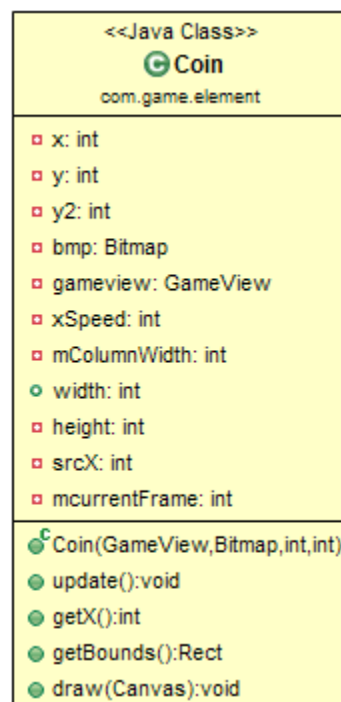 <<Java Class>>
C Coin
com.game.element
x: int
y: int
y2: int
bmp: Bitmap
gameview: GameView
xSpeed: int
mColumnWidth: int
width: int
height: int
srcX: int
mcurrentFrame: int
C Coin(GameView,Bitmap,int,int)
update():void
getX():int
getBounds():Rect
draw(Canvas):void